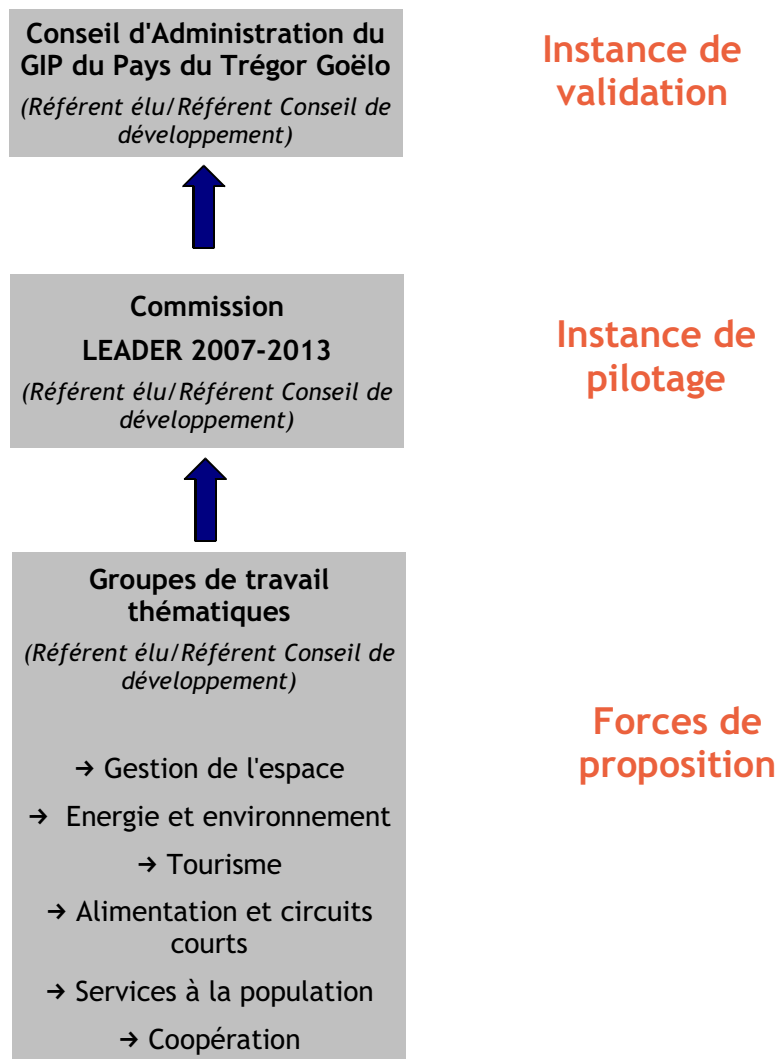 Conseil d'Administration du
GIP du Pays du Trégor Goëlo
(Référent élu/Référent Conseil de
développement)
Instance de
validation
Commission
LEADER 2007-2013
(Référent élu/Référent Conseil de
développement)
Instance de
pilotage
Groupes de travail
thématiques
(Référent élu/Référent Conseil de
développement)
→ Gestion de l'espace
→ Energie et environnement
→ Tourisme
→ Alimentation et circuits
courts
→ Services à la population
→ Coopération
Forces de
proposition